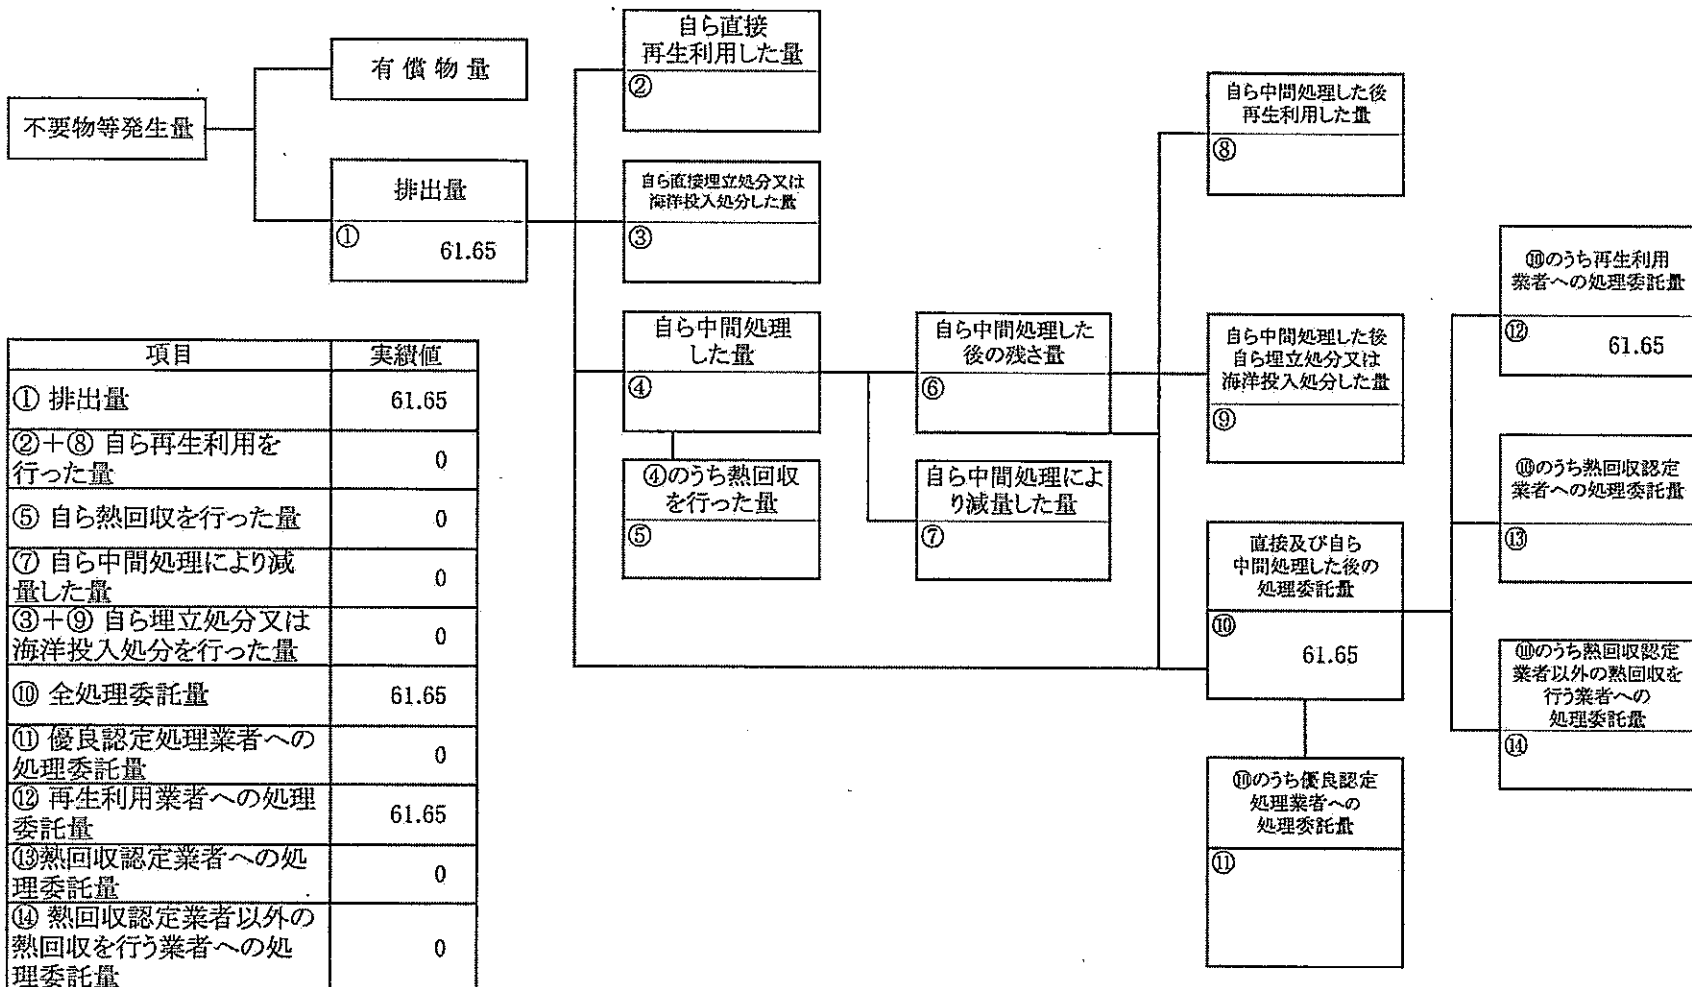 不要物等発生量
有償物量
排出量
①
61.65
自ら直接
再生利用した量
②
自ら直接埋立処分又は
海洋投入処分した量
③
自ら中間処理
した量
④
④のうち熱回収
を行った量
⑤
自ら中間処理した
後の残さ量
⑥
自ら中間処理によ
り減量した量
⑦
自ら中間処理した後
再生利用した量
⑧
自ら中間処理した後
自ら埋立処分又は
海洋投入処分した量
⑨
直接及び自ら
中間処理した後の
処理委託量
⑩
61.65
⑩のうち優良認定
処理業者への
処理委託量
⑪
⑩のうち再生利用
業者への処理委託量
⑫
61.65
⑩のうち熱回収認定
業者への処理委託量
⑬
⑩のうち熱回収認定
業者以外の熱回収を
行う業者への
処理委託量
⑭
項目 実績値
① 排出量 61.65
②+⑧ 自ら再生利用を
行った量 0
⑤ 自ら熱回収を行った量 0
⑦ 自ら中間処理により減
量した量 0
③+⑨ 自ら埋立処分又は
海洋投入処分を行った量 0
⑩ 全処理委託量 61.65
⑪ 優良認定処理業者への
処理委託量 0
⑫ 再生利用業者への処理
委託量 61.65
⑬熱回収認定業者への処
理委託量 0
⑭ 熱回収認定業者以外の
熱回収を行う業者への処
理委託量 0